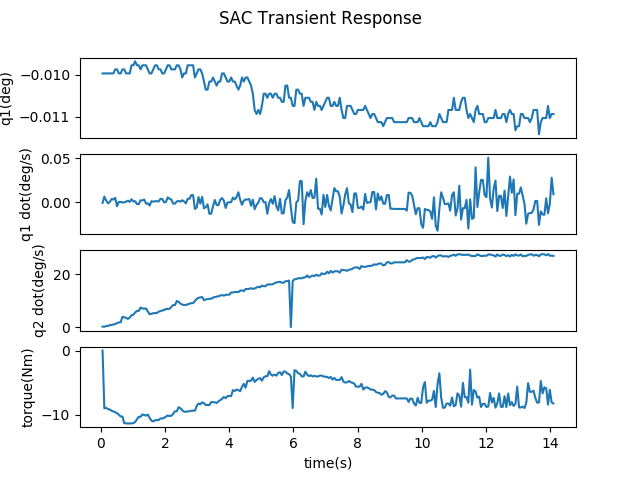 SAC Transient Response
q1(deg)
−0.010
−0.011
q1 dot(deg/s)
0.05
0.00
q2 dot(deg/s)
20
0
torque(Nm)
0
−10
0 2 4 6 8 10 12 14
time(s)